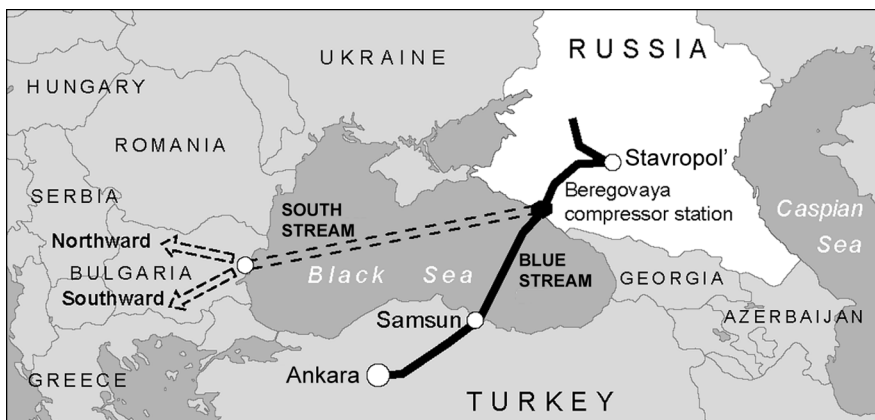 RUSSIA
UKRAINE
HUNGARY
ROMANIA
Stavropol’
SERBIA
Beregovaya
compressor station
SOUTH
STREAM
Caspian
Sea
Northward
BULGARIA
Southward
Black Sea
BLUE
STREAM
GEORGIA
AZERBAIJAN
Samsun
Ankara
GREECE
TURKEY